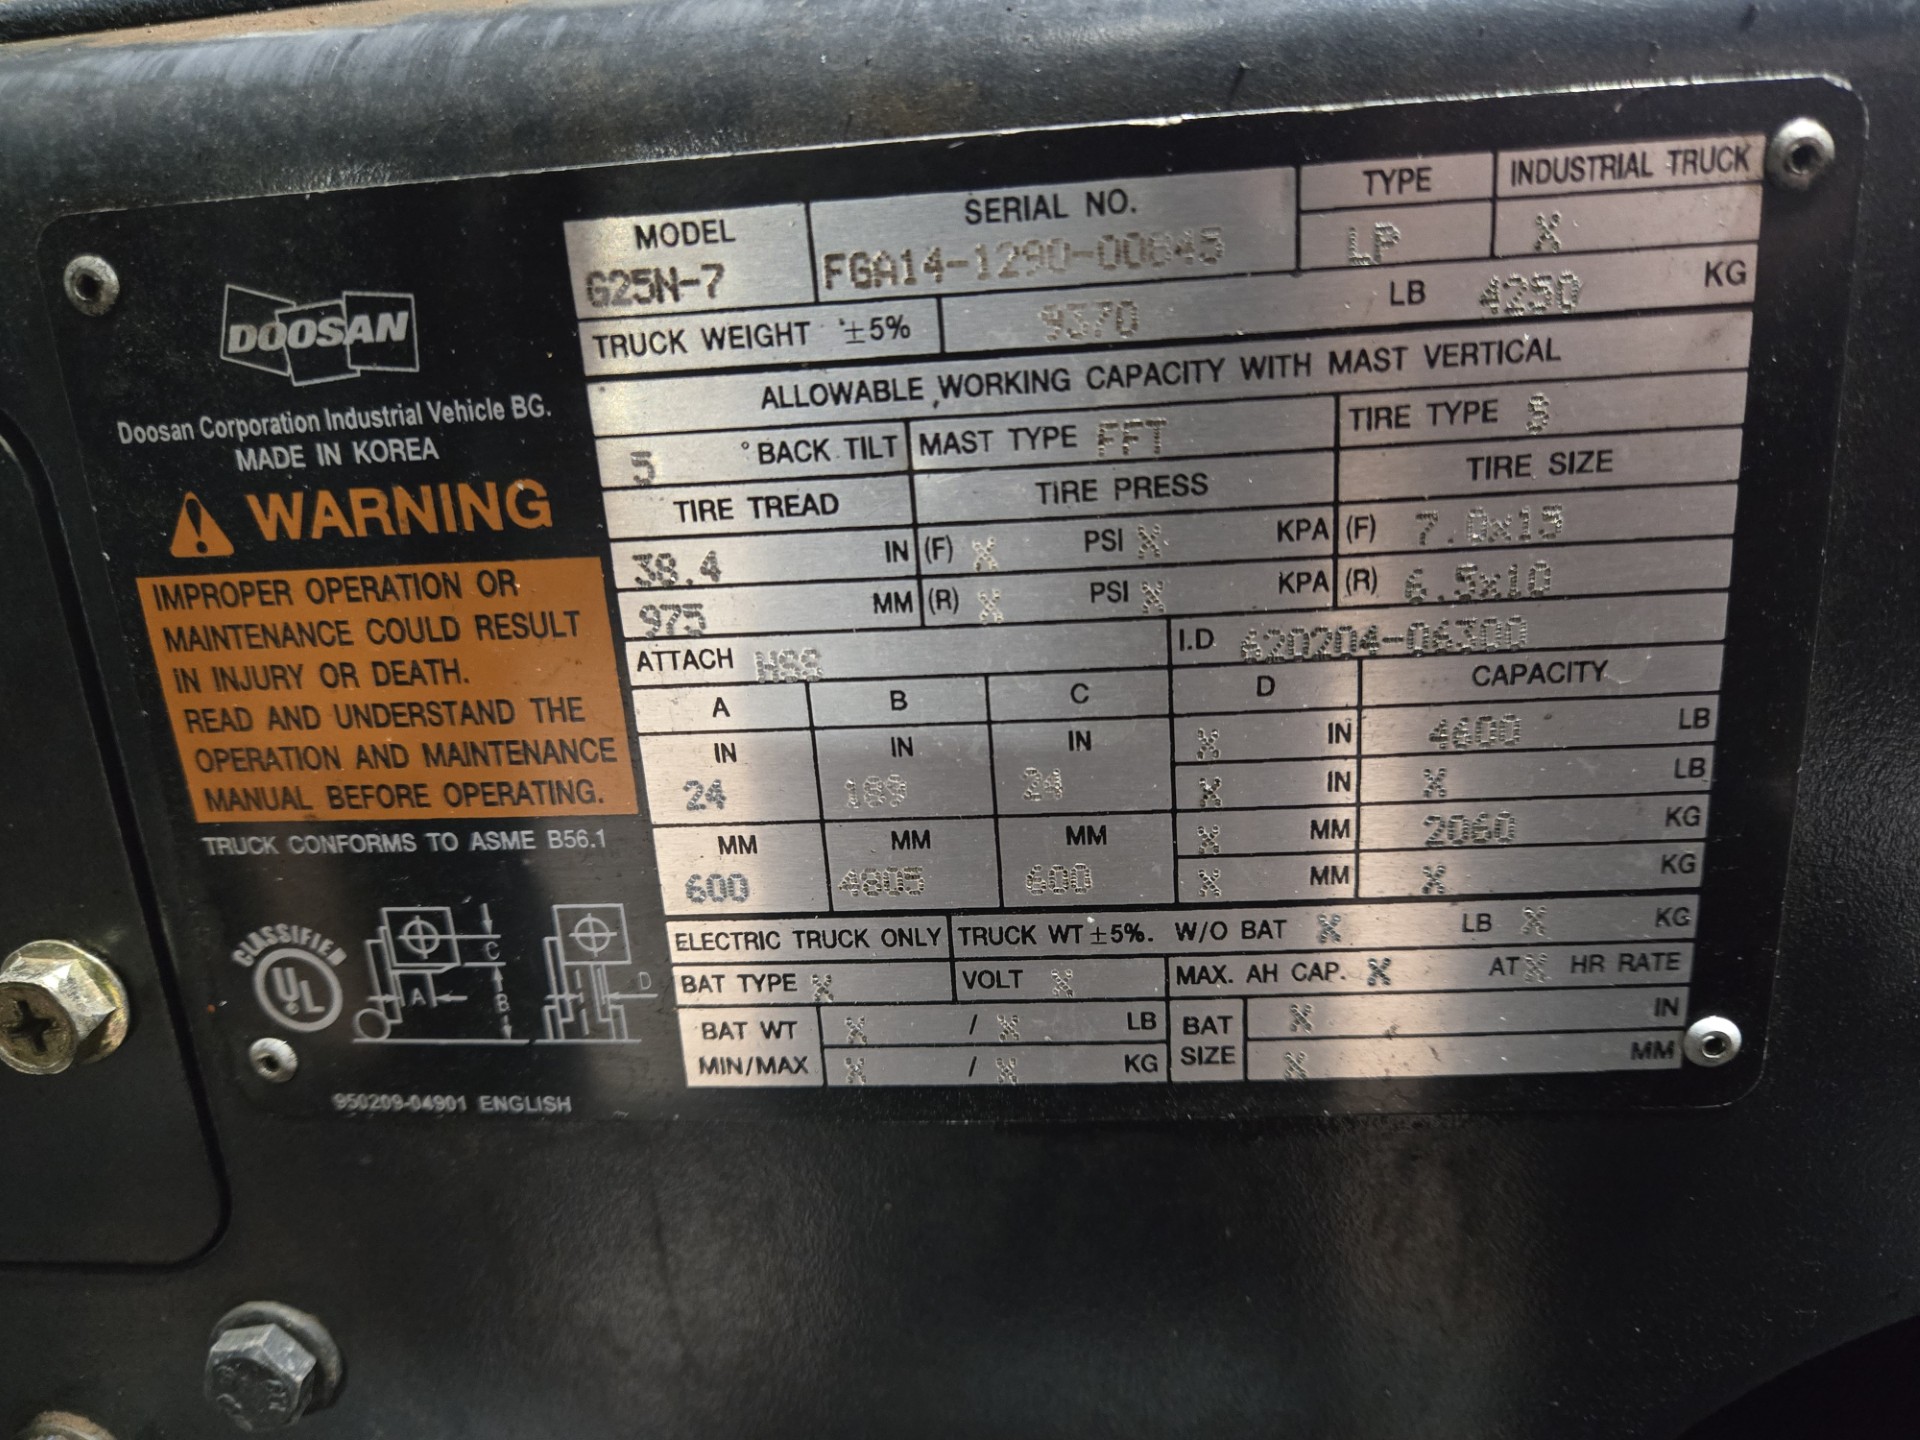 DOOSAN
Doosan Corporation Industrial Vehicle BG.
MADE IN KOREA
WARNING
IMPROPER OPERATION OR
MAINTENANCE COULD RESULT
IN INJURY OR DEATH.
READ AND UNDERSTAND THE
OPERATION AND MAINTENANCE
MANUAL BEFORE OPERATING.
TRUCK CONFORMS TO ASME B56.1
CLASSIFIED
UL
A
B
C
D
950209-04901 ENGLISH
MODEL SERIAL NO. TYPE INDUSTRIAL TRUCK
G25N-7 FGA14-1290-00645 LP X
TRUCK WEIGHT ±5% 9370 LB 4250 KG
ALLOWABLE WORKING CAPACITY WITH MAST VERTICAL
5 °BACK TILT MAST TYPE FFT TIRE TYPE S
TIRE TREAD TIRE PRESS TIRE SIZE
38.4 IN (F) X PSI X KPA (F) 7.0x13
975 MM (R) X PSI X KPA (R) 6.5x10
ATTACH HSS I.D 620204-06300
A B C D CAPACITY
IN IN IN X IN 4600 LB
24 189 24 X IN X LB
MM MM MM X MM 2060 KG
600 4805 600 X MM X KG
ELECTRIC TRUCK ONLY TRUCK WT ±5%. W/O BAT X LB X KG
BAT TYPE X VOLT X MAX. AH CAP. X AT X HR RATE
BAT WT X / X LB BAT X IN
MIN/MAX X / X KG SIZE X MM